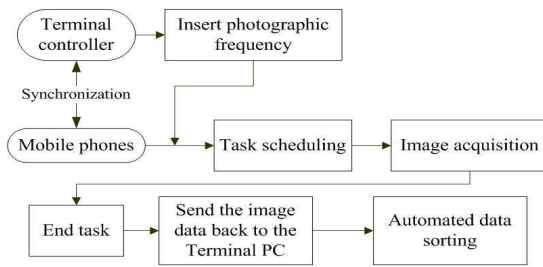 Terminal
controller
Insert photographic
frequency
Synchronization
Mobile phones
Task scheduling
Image acquisition
End task
Send the image
data back to the
Terminal PC
Automated data
sorting